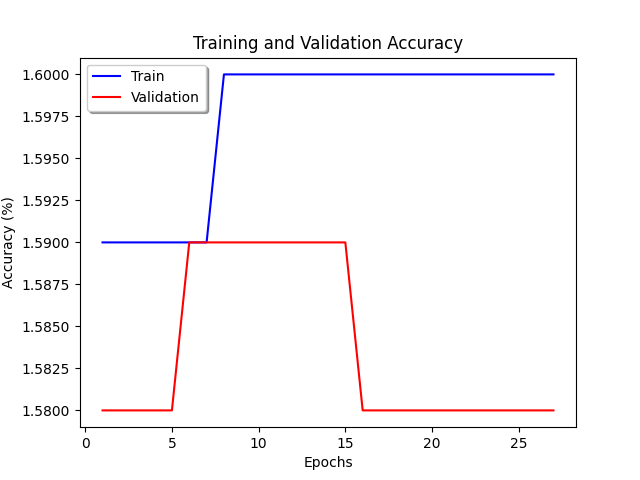 Training and Validation Accuracy
Train
Validation
1.6000
1.5975
1.5950
1.5925
1.5900
1.5875
1.5850
1.5825
1.5800
Accuracy (%)
0 5 10 15 20 25
Epochs